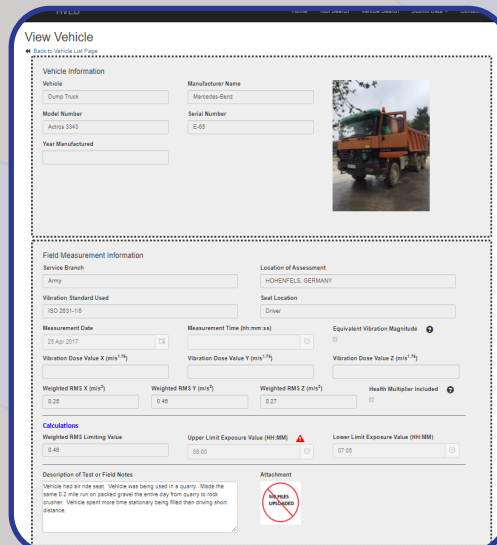 HVED Home Run Search Vehicle Search Submit Data
View Vehicle
Back to Vehicle List Page
Vehicle Information
Vehicle Manufacturer Name
Dump Truck Mercedes-Benz
Model Number Serial Number
Actros 3343 E-65
Year Manufactured
Field Measurement Information
Service Branch Location of Assessment
Army HOHENFELS, GERMANY
Vibration Standard Used Seat Location
ISO 2631-1/5 Driver
Measurement Date Measurement Time (hh:mm:ss) Equivalent Vibration Magnitude ?
25 Apr 2017
Vibration Dose Value X (m/s1.75) Vibration Dose Value Y (m/s1.75) Vibration Dose Value Z (m/s1.75)
Weighted RMS X (m/s2) Weighted RMS Y (m/s2) Weighted RMS Z (m/s2) Health Multiplier Included ?
0.25 0.46 0.27
Calculations
Weighted RMS Limiting Value Upper Limit Exposure Value (HH:MM) Lower Limit Exposure Value (HH:MM)
0.46 07:05
Description of Test or Field Notes Attachment
Vehicle had air ride seat. Vehicle was being used in a quarry. Made the
same 0.2 mile run on packed gravel the entire day from quarry to rock
crusher. Vehicle spent more time stationary being filled then driving short
distance.
NO FILES
UPLOADED